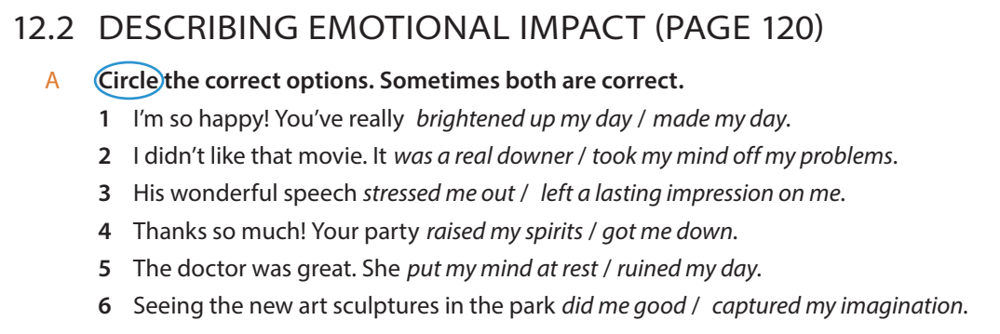 12.2 DESCRIBING EMOTIONAL IMPACT (PAGE 120)
A Circle the correct options. Sometimes both are correct.
1 I'm so happy! You've really brightened up my day / made my day.
2 I didn't like that movie. It was a real downer / took my mind off my problems.
3 His wonderful speech stressed me out / left a lasting impression on me.
4 Thanks so much! Your party raised my spirits / got me down.
5 The doctor was great. She put my mind at rest / ruined my day.
6 Seeing the new art sculptures in the park did me good / captured my imagination.